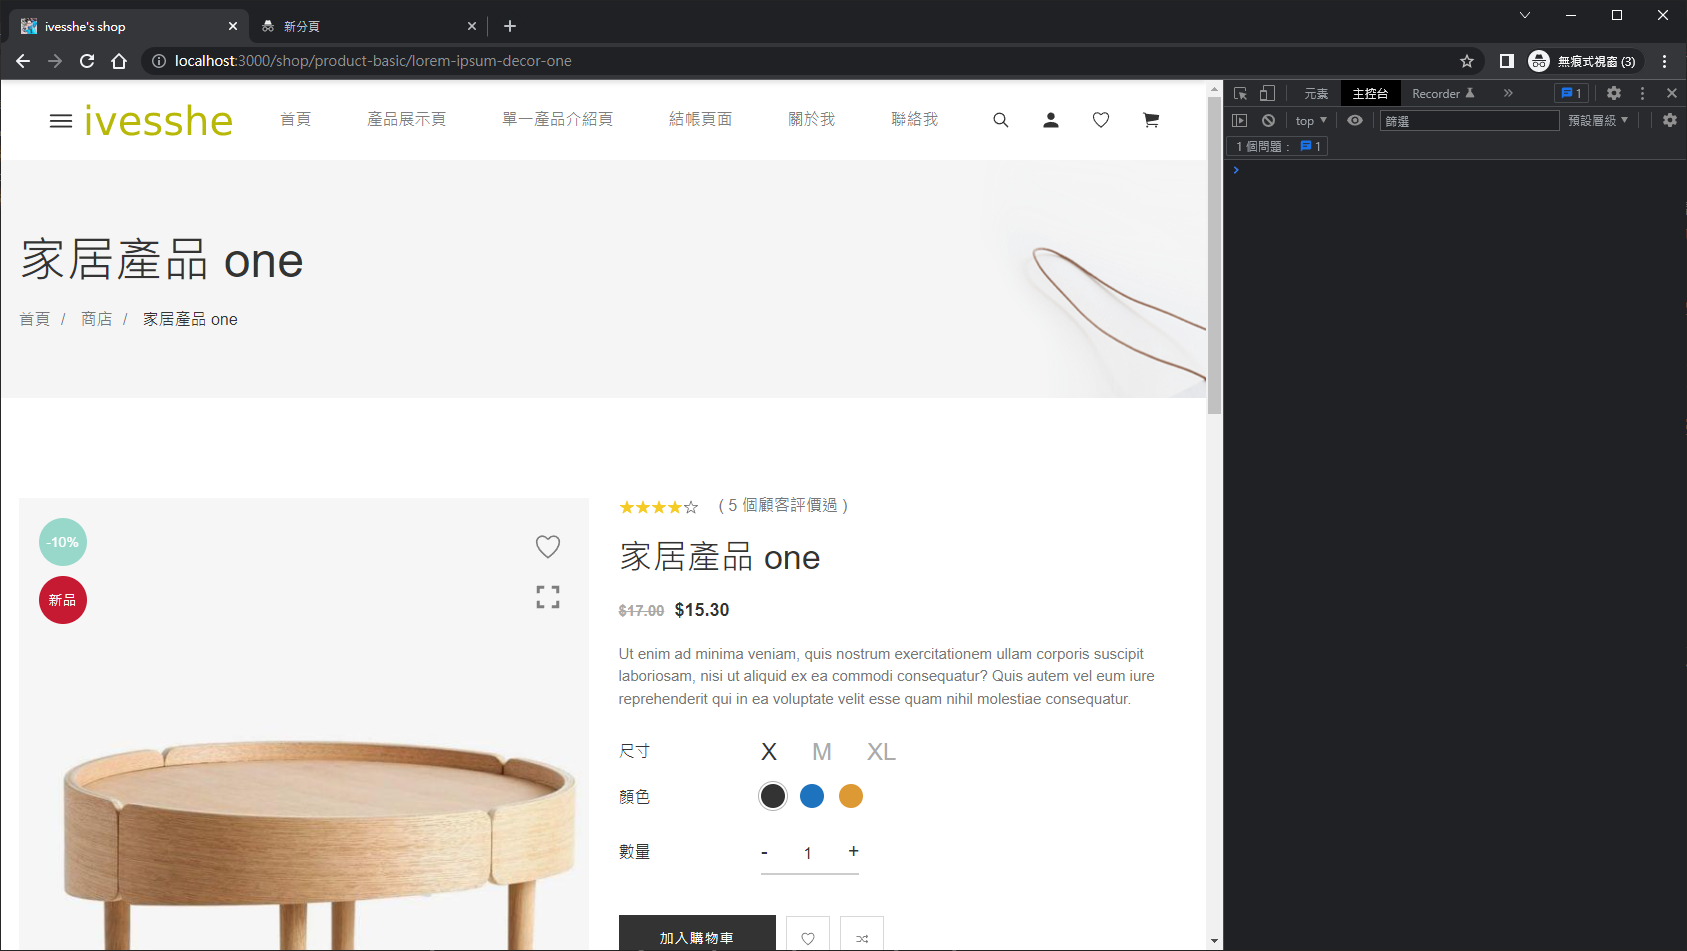 ivesshe's shop
新分頁
localhost:3000/shop/product-basic/lorem-ipsum-decor-one
無痕式視窗 (3)
元素 主控台 Recorder 1
top 篩選 預設層級
1 個問題： 1
ivesshe 首頁 產品展示頁 單一產品介紹頁 結帳頁面 關於我 聯絡我
家居產品 one
首頁 / 商店 / 家居產品 one
-10%
新品
( 5 個顧客評價過 )
家居產品 one
$17.00 $15.30
Ut enim ad minima veniam, quis nostrum exercitationem ullam corporis suscipit
laboriosam, nisi ut aliquid ex ea commodi consequatur? Quis autem vel eum iure
reprehenderit qui in ea voluptate velit esse quam nihil molestiae consequatur.
尺寸 X M XL
顏色
數量 - 1 +
加入購物車